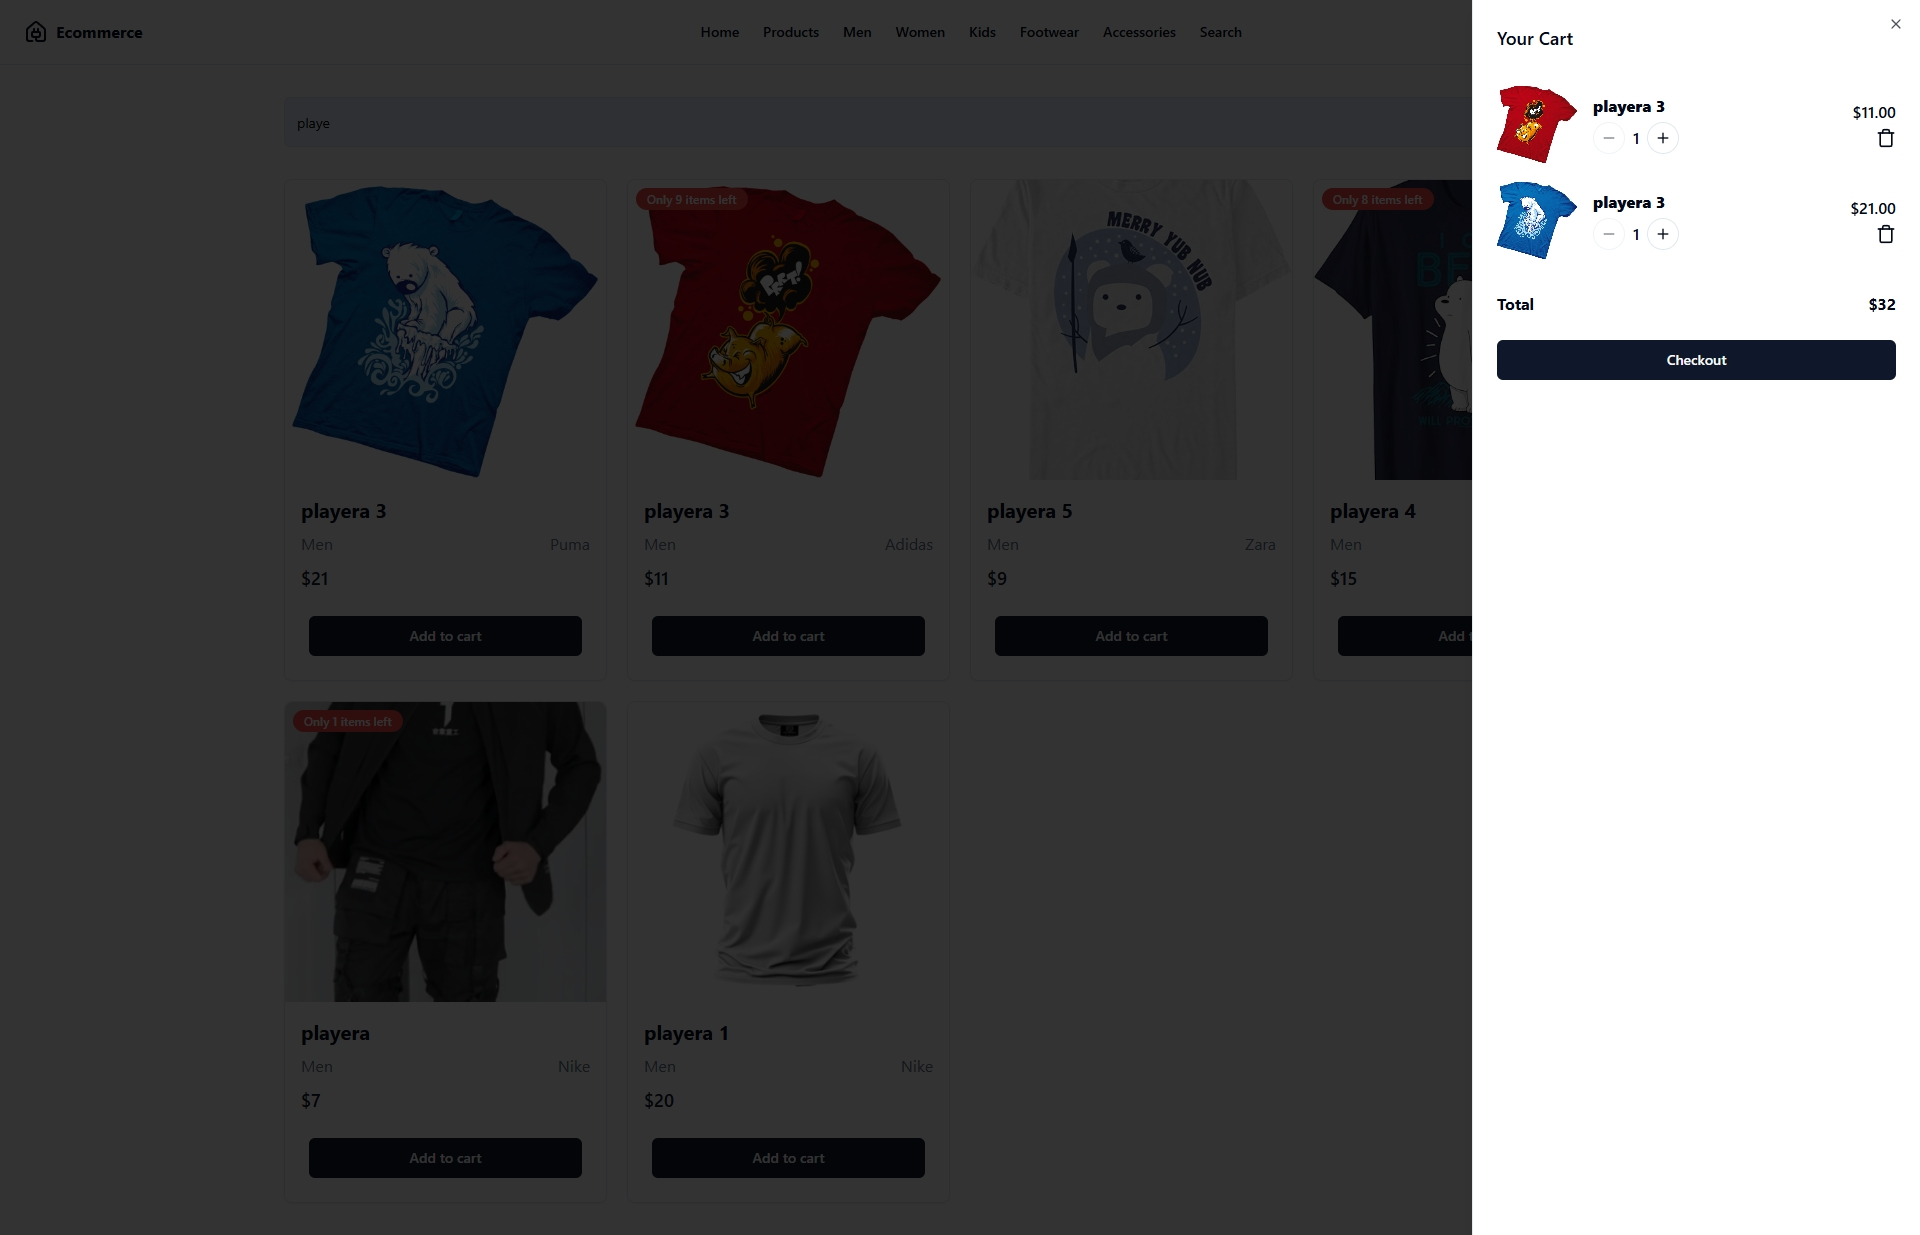 Ecommerce
Home Products Men Women Kids Footwear Accessories Search
playe
Only 9 items left
Only 8 items left
MERRY YUB NUB
playera 3
Men Puma
$21
Add to cart
playera 3
Men Adidas
$11
Add to cart
playera 5
Men Zara
$9
Add to cart
playera 4
Men
$15
Add
Only 1 items left
playera
Men Nike
$7
Add to cart
playera 1
Men Nike
$20
Add to cart
Your Cart
playera 3
$11.00
1
playera 3
$21.00
1
Total $32
Checkout